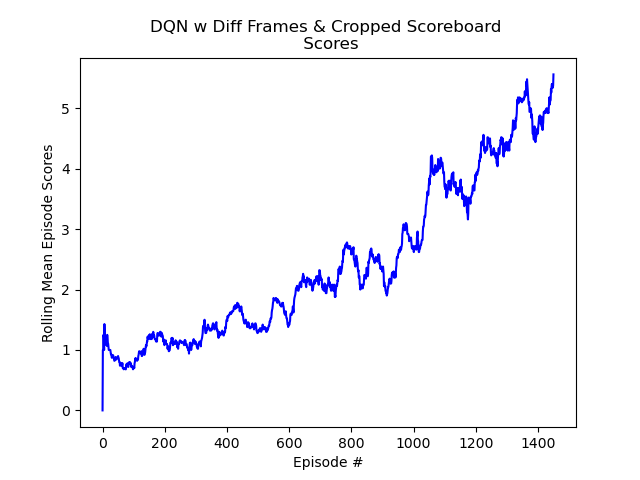 DQN w Diff Frames & Cropped Scoreboard
Scores
Rolling Mean Episode Scores
5
4
3
2
1
0
0 200 400 600 800 1000 1200 1400
Episode #